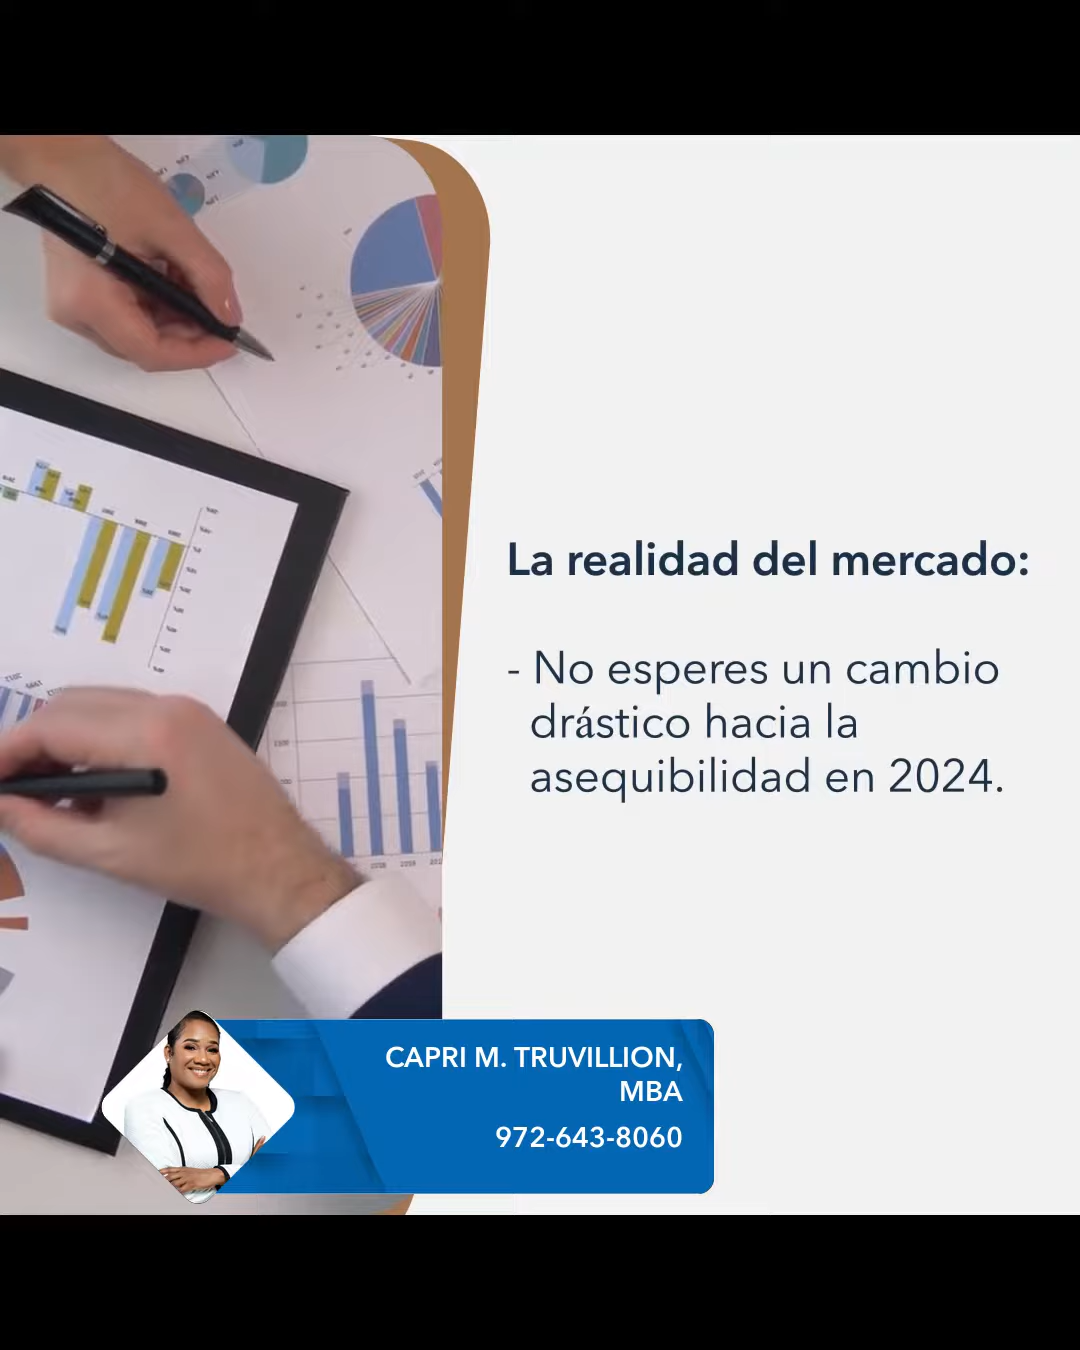 La realidad del mercado:
- No esperes un cambio
drástico hacia la
asequibilidad en 2024.
CAPRI M. TRUVILLION,
MBA
972-643-8060